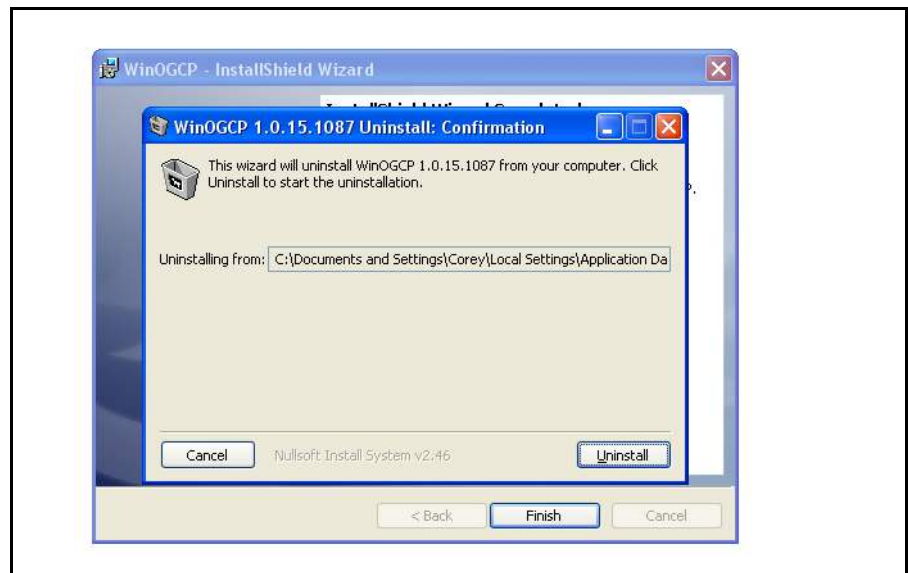 WinOGCP - InstallShield Wizard
WinOGCP 1.0.15.1087 Uninstall: Confirmation
This wizard will uninstall WinOGCP 1.0.15.1087 from your computer. Click
Uninstall to start the uninstallation.
Uninstalling from: C:\Documents and Settings\Corey\Local Settings\Application Da
Cancel Nullsoft Install System v2.46 Uninstall
< Back Finish Cancel